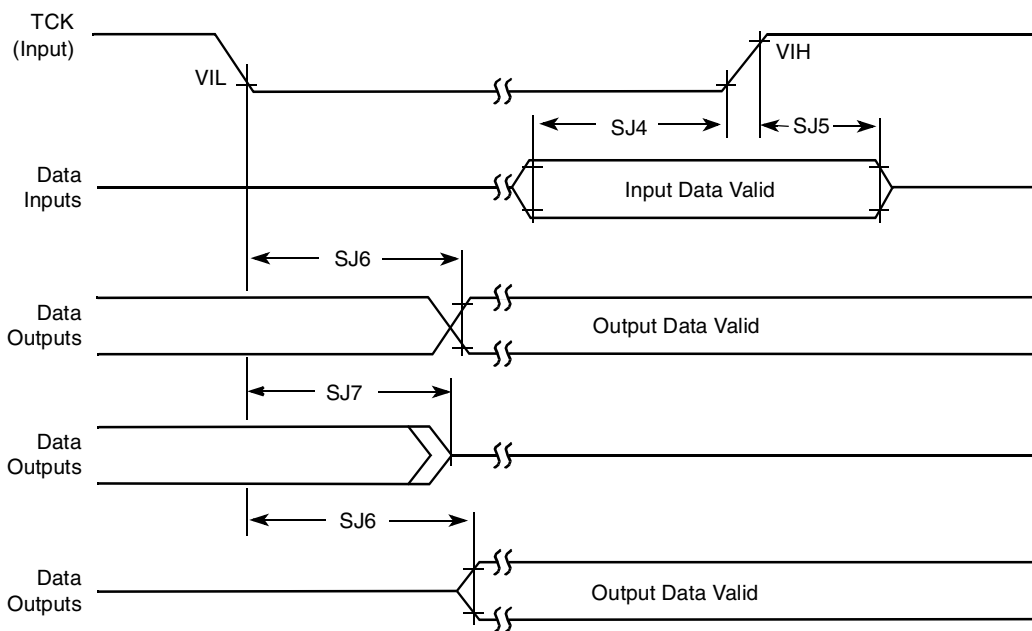 TCK
(Input)
VIL
VIH
SJ4
SJ5
Data
Inputs
Input Data Valid
SJ6
Data
Outputs
Output Data Valid
SJ7
Data
Outputs
SJ6
Data
Outputs
Output Data Valid